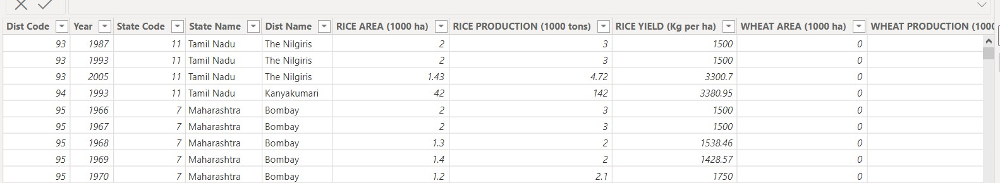 Dist Code Year State Code State Name Dist Name RICE AREA (1000 ha) RICE PRODUCTION (1000 tons) RICE YIELD (Kg per ha) WHEAT AREA (1000 ha) WHEAT PRODUCTION (1000
93 1987 11 Tamil Nadu The Nilgiris 2 3 1500 0
93 1993 11 Tamil Nadu The Nilgiris 2 3 1500 0
93 2005 11 Tamil Nadu The Nilgiris 1.43 4.72 3300.7 0
94 1993 11 Tamil Nadu Kanyakumari 42 142 3380.95 0
95 1966 7 Maharashtra Bombay 2 3 1500 0
95 1967 7 Maharashtra Bombay 2 3 1500 0
95 1968 7 Maharashtra Bombay 1.3 2 1538.46 0
95 1969 7 Maharashtra Bombay 1.4 2 1428.57 0
95 1970 7 Maharashtra Bombay 1.2 2.1 1750 0